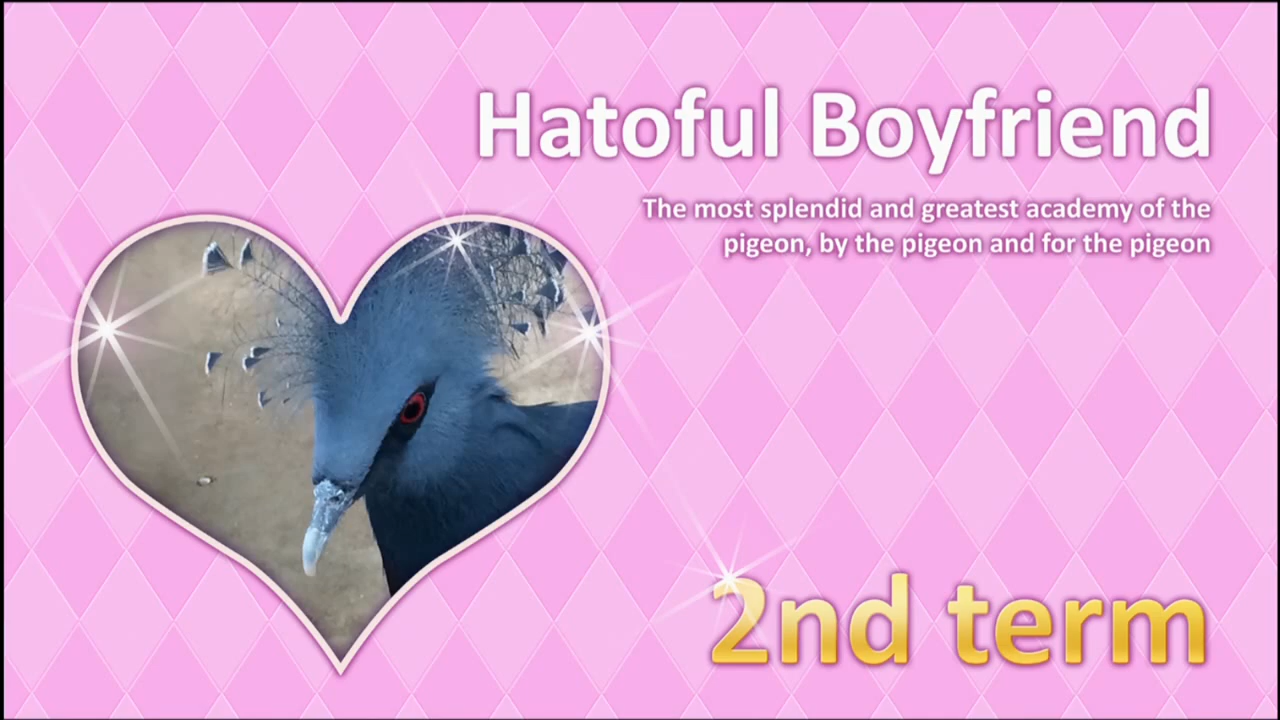 Hatoful Boyfriend
The most splendid and greatest academy of the
pigeon, by the pigeon and for the pigeon
2nd term